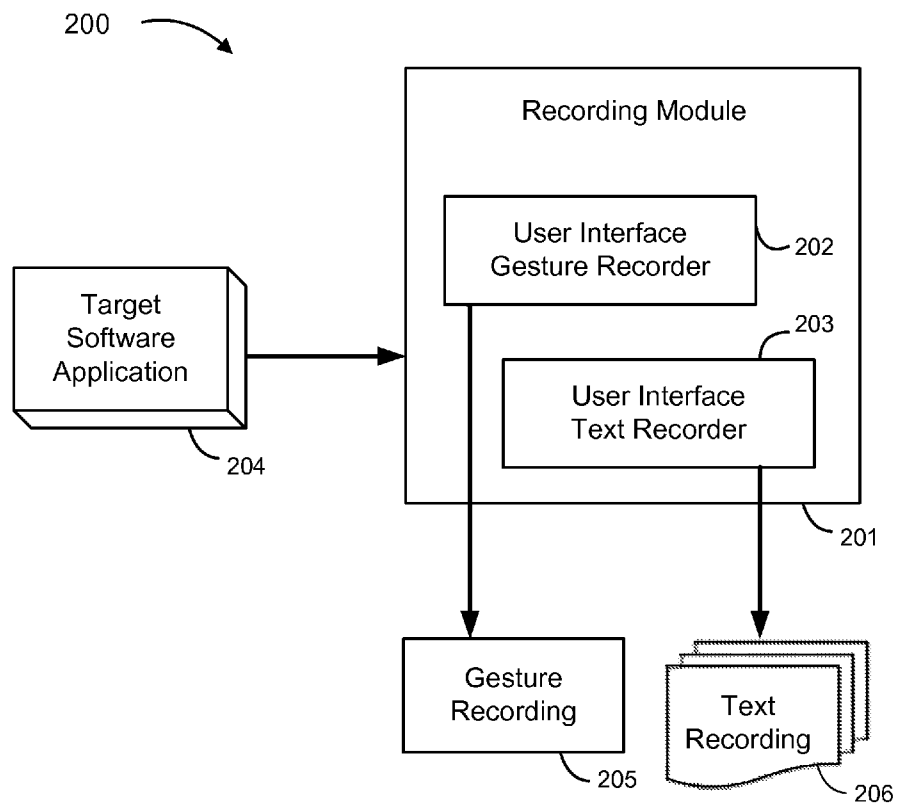 200
Recording Module
User Interface
Gesture Recorder
202
Target
Software
Application
203
User Interface
Text Recorder
204
201
Gesture
Recording
205
Text
Recording
206